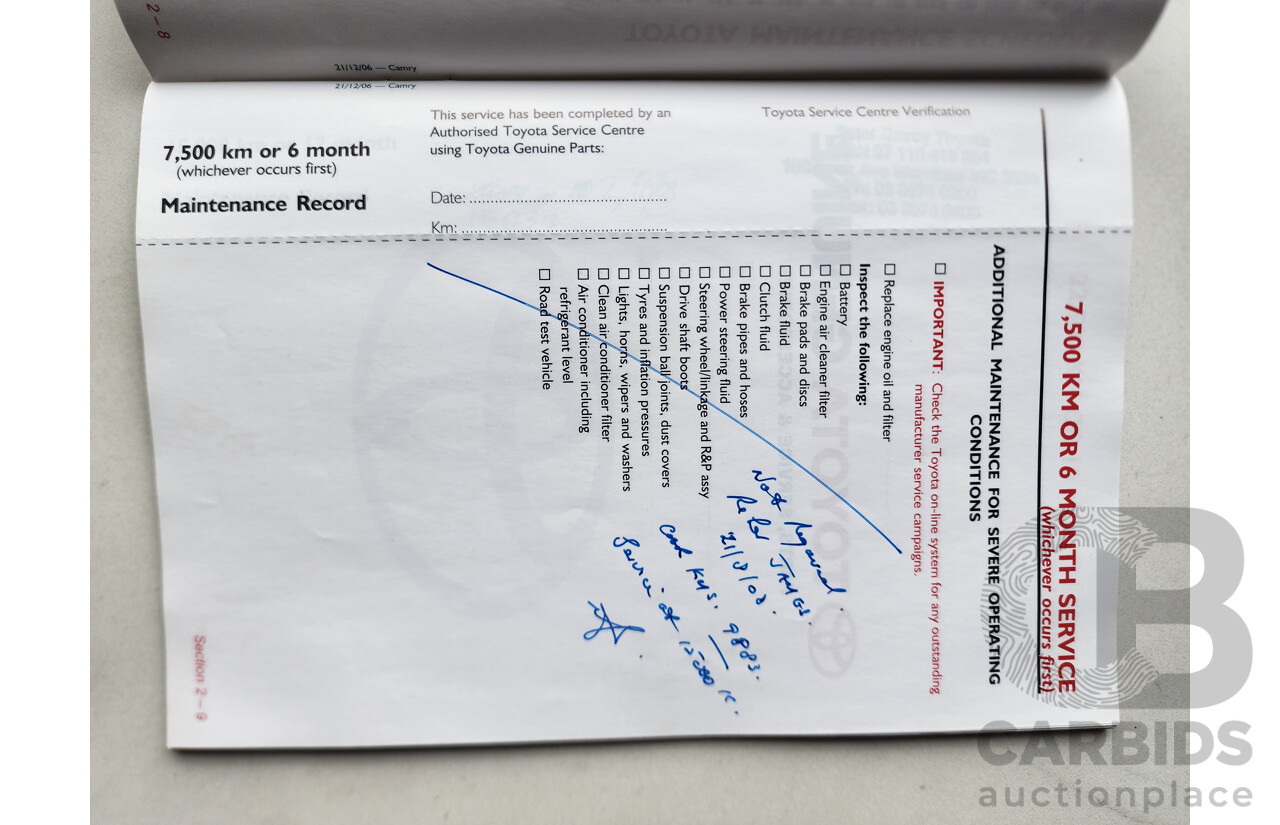 2 – 8
TOYOTA MAINTENANCE
21/12/06 — Camry
21/12/06 — Camry
7,500 km or 6 month
(whichever occurs first)
Maintenance Record
This service has been completed by an
Authorised Toyota Service Centre
using Toyota Genuine Parts:
Date: ..................................................
Km: ....................................................
Toyota Service Centre Verification
7,500 KM OR 6 MONTH SERVICE
(whichever occurs first)
ADDITIONAL MAINTENANCE FOR SEVERE OPERATING
CONDITIONS
☐ IMPORTANT: Check the Toyota on-line system for any outstanding
manufacturer service campaigns.
☐ Replace engine oil and filter
Inspect the following:
☐ Battery
☐ Engine air cleaner filter
☐ Brake pads and discs
☐ Brake fluid
☐ Clutch fluid
☐ Brake pipes and hoses
☐ Power steering fluid
☐ Steering wheel/linkage and R&P assy
☐ Drive shaft boots
☐ Suspension ball joints, dust covers
☐ Tyres and inflation pressures
☐ Lights, horns, wipers and washers
☐ Clean air conditioner filter
☐ Air conditioner including
refrigerant level
☐ Road test vehicle
Not Required.
21/8/08.
Kms. 9883.
Service at
Section 2 – 9
CARBIDS
auctionplace